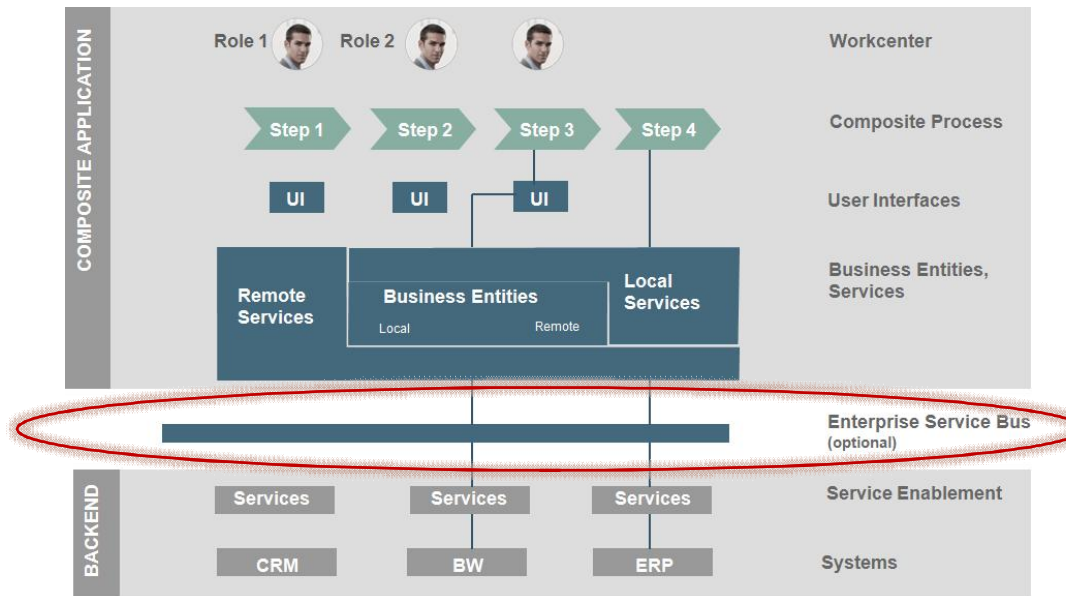 COMPOSITE APPLICATION
Role 1
Role 2
Workcenter
Step 1
Step 2
Step 3
Step 4
Composite Process
UI
UI
UI
User Interfaces
Remote
Services
Business Entities
Local
Remote
Local
Services
Business Entities,
Services
Enterprise Service Bus
(optional)
BACKEND
Services
Services
Services
Service Enablement
CRM
BW
ERP
Systems